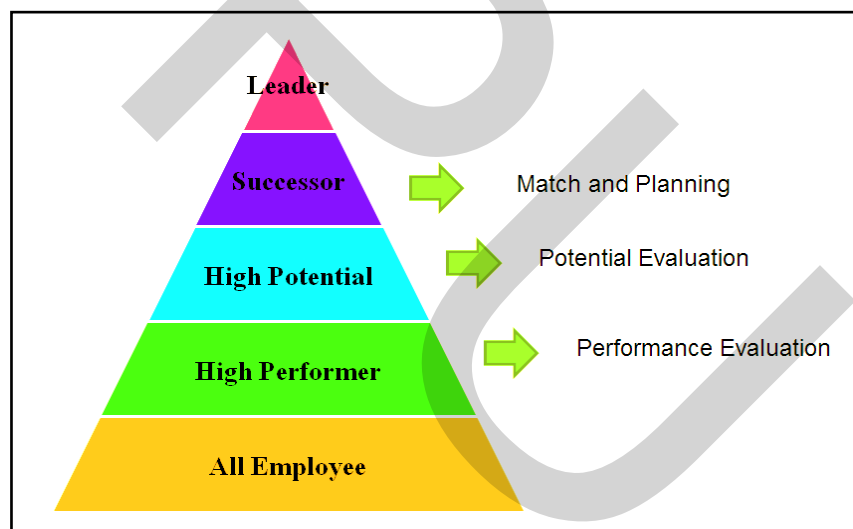 Leader
Successor
Match and Planning
High Potential
Potential Evaluation
High Performer
Performance Evaluation
All Employee